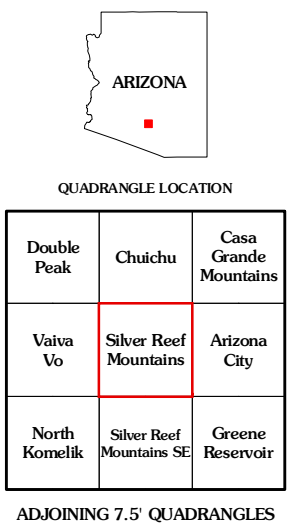 ARIZONA
QUADRANGLE LOCATION
Double
Peak
Chuichu
Casa
Grande
Mountains
Vaiva
Vo
Silver Reef
Mountains
Arizona
City
North
Komelik
Silver Reef
Mountains SE
Greene
Reservoir
ADJOINING 7.5' QUADRANGLES